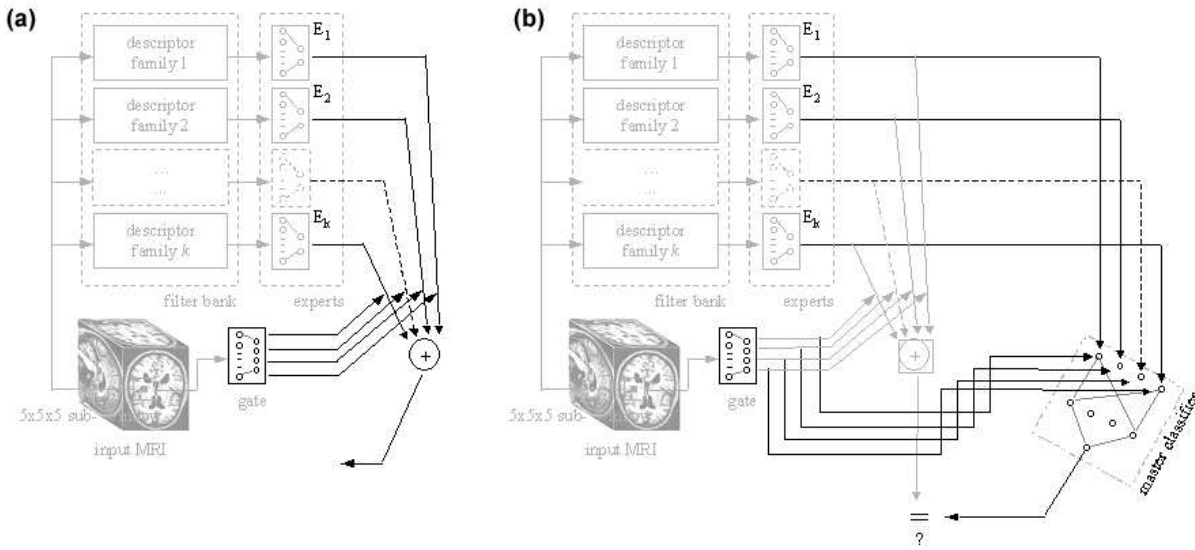 (a)
descriptor
family 1
E1
descriptor
family 2
E2
...
...
descriptor
family k
Ek
filter bank
experts
5x5x5 sub-
gate
input MRI
+
(b)
descriptor
family 1
E1
descriptor
family 2
E2
...
...
descriptor
family k
Ek
filter bank
experts
5x5x5 sub-
gate
input MRI
+
master classifier
=
?